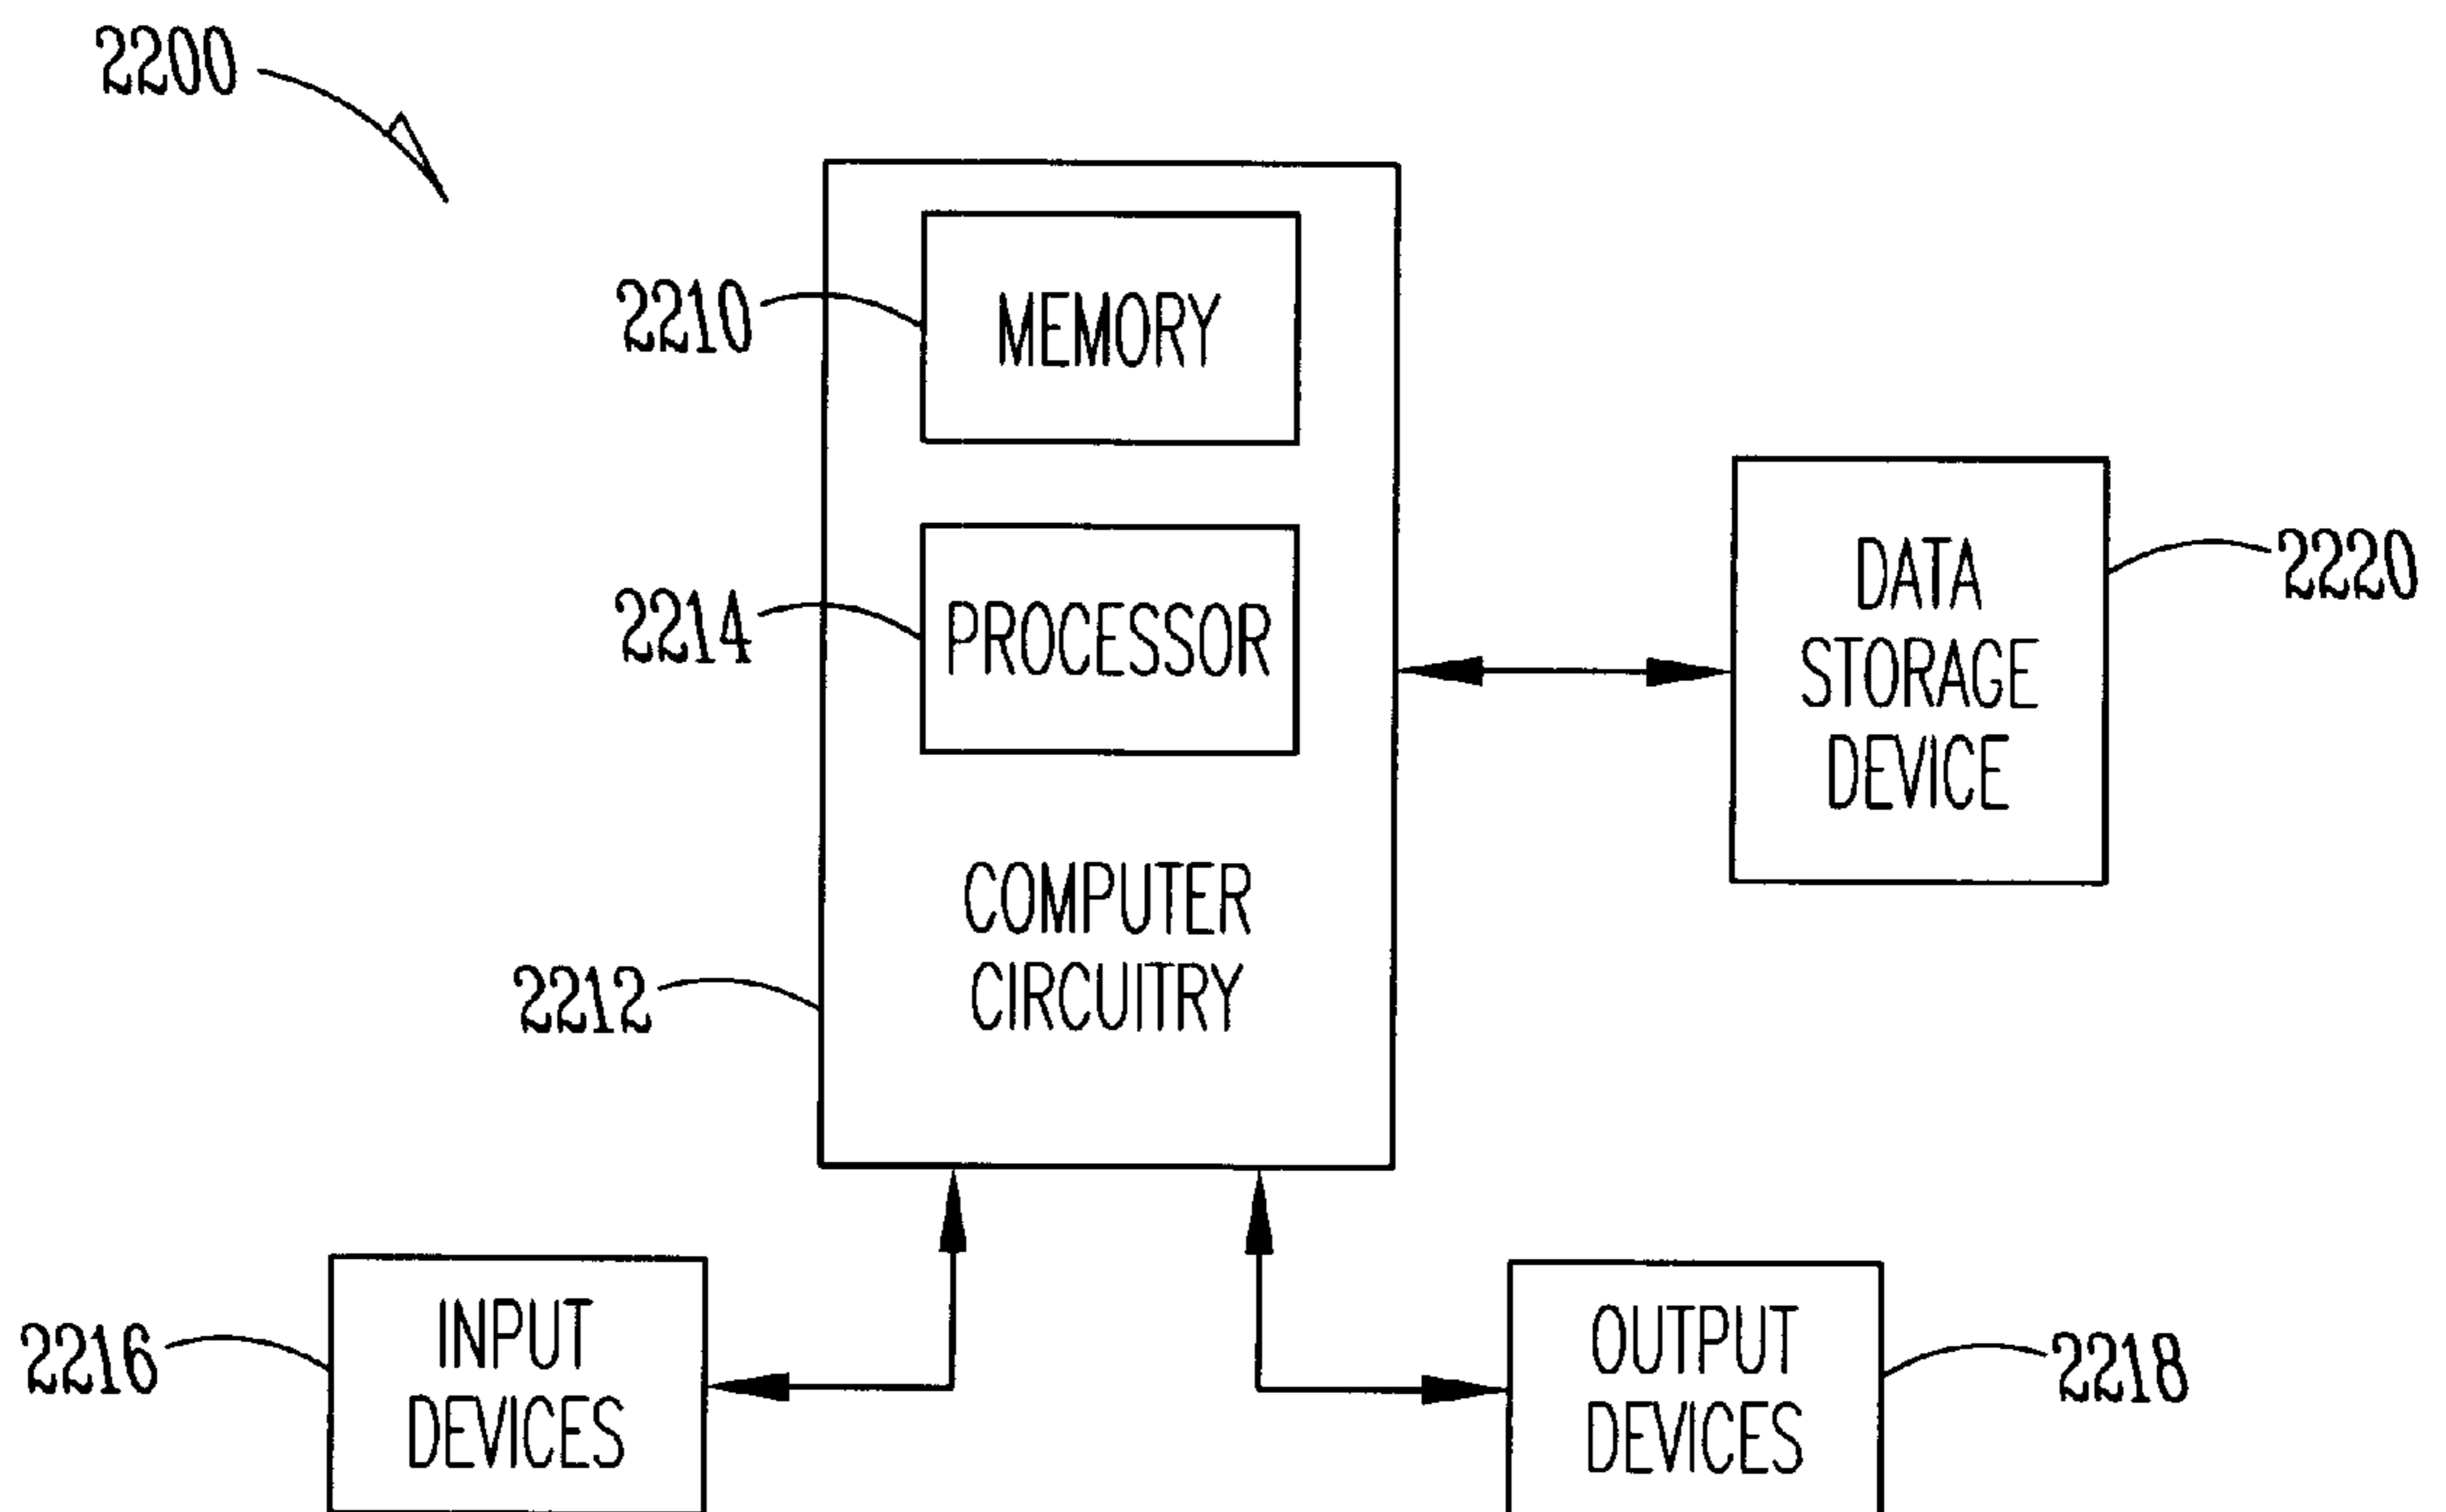 2200
2210
MEMORY
2214
PROCESSOR
DATA
STORAGE
DEVICE
2220
COMPUTER
CIRCUITRY
2212
2216
INPUT
DEVICES
OUTPUT
DEVICES
2218